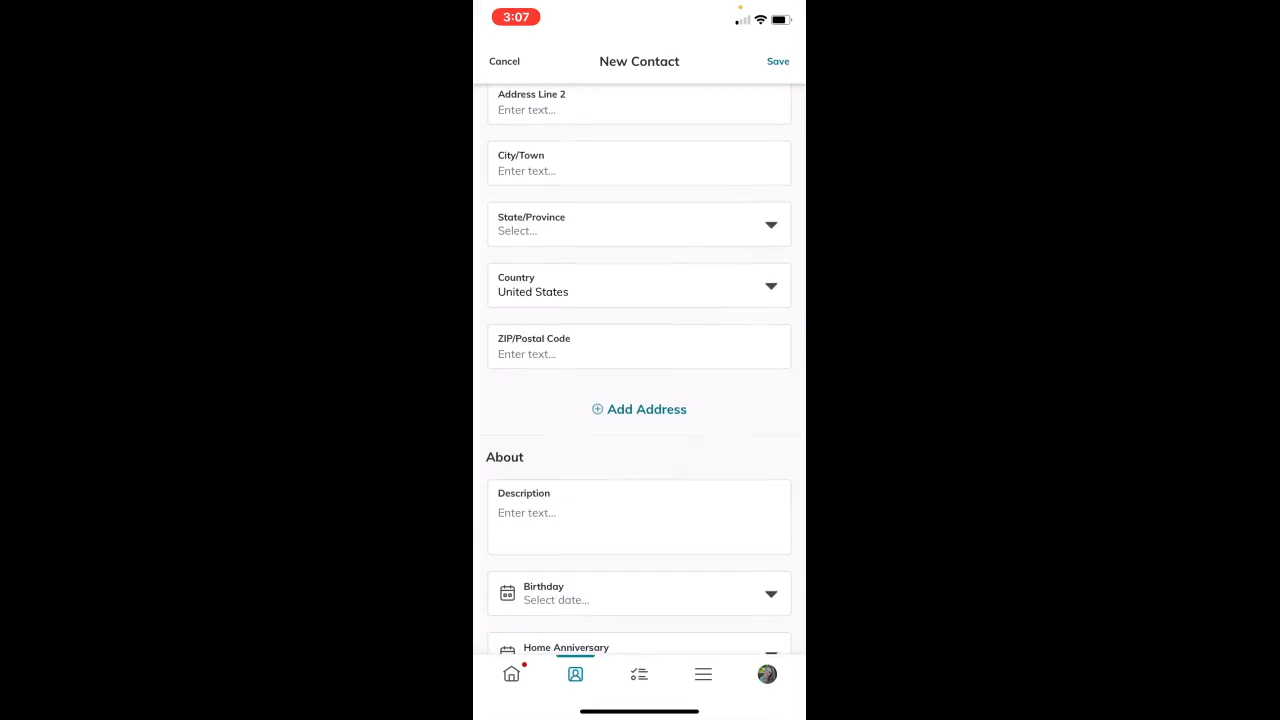 3:07
Cancel New Contact Save
Address Line 2
Enter text...
City/Town
Enter text...
State/Province
Select...
Country
United States
ZIP/Postal Code
Enter text...
Add Address
About
Description
Enter text...
Birthday
Select date...
Home Anniversary